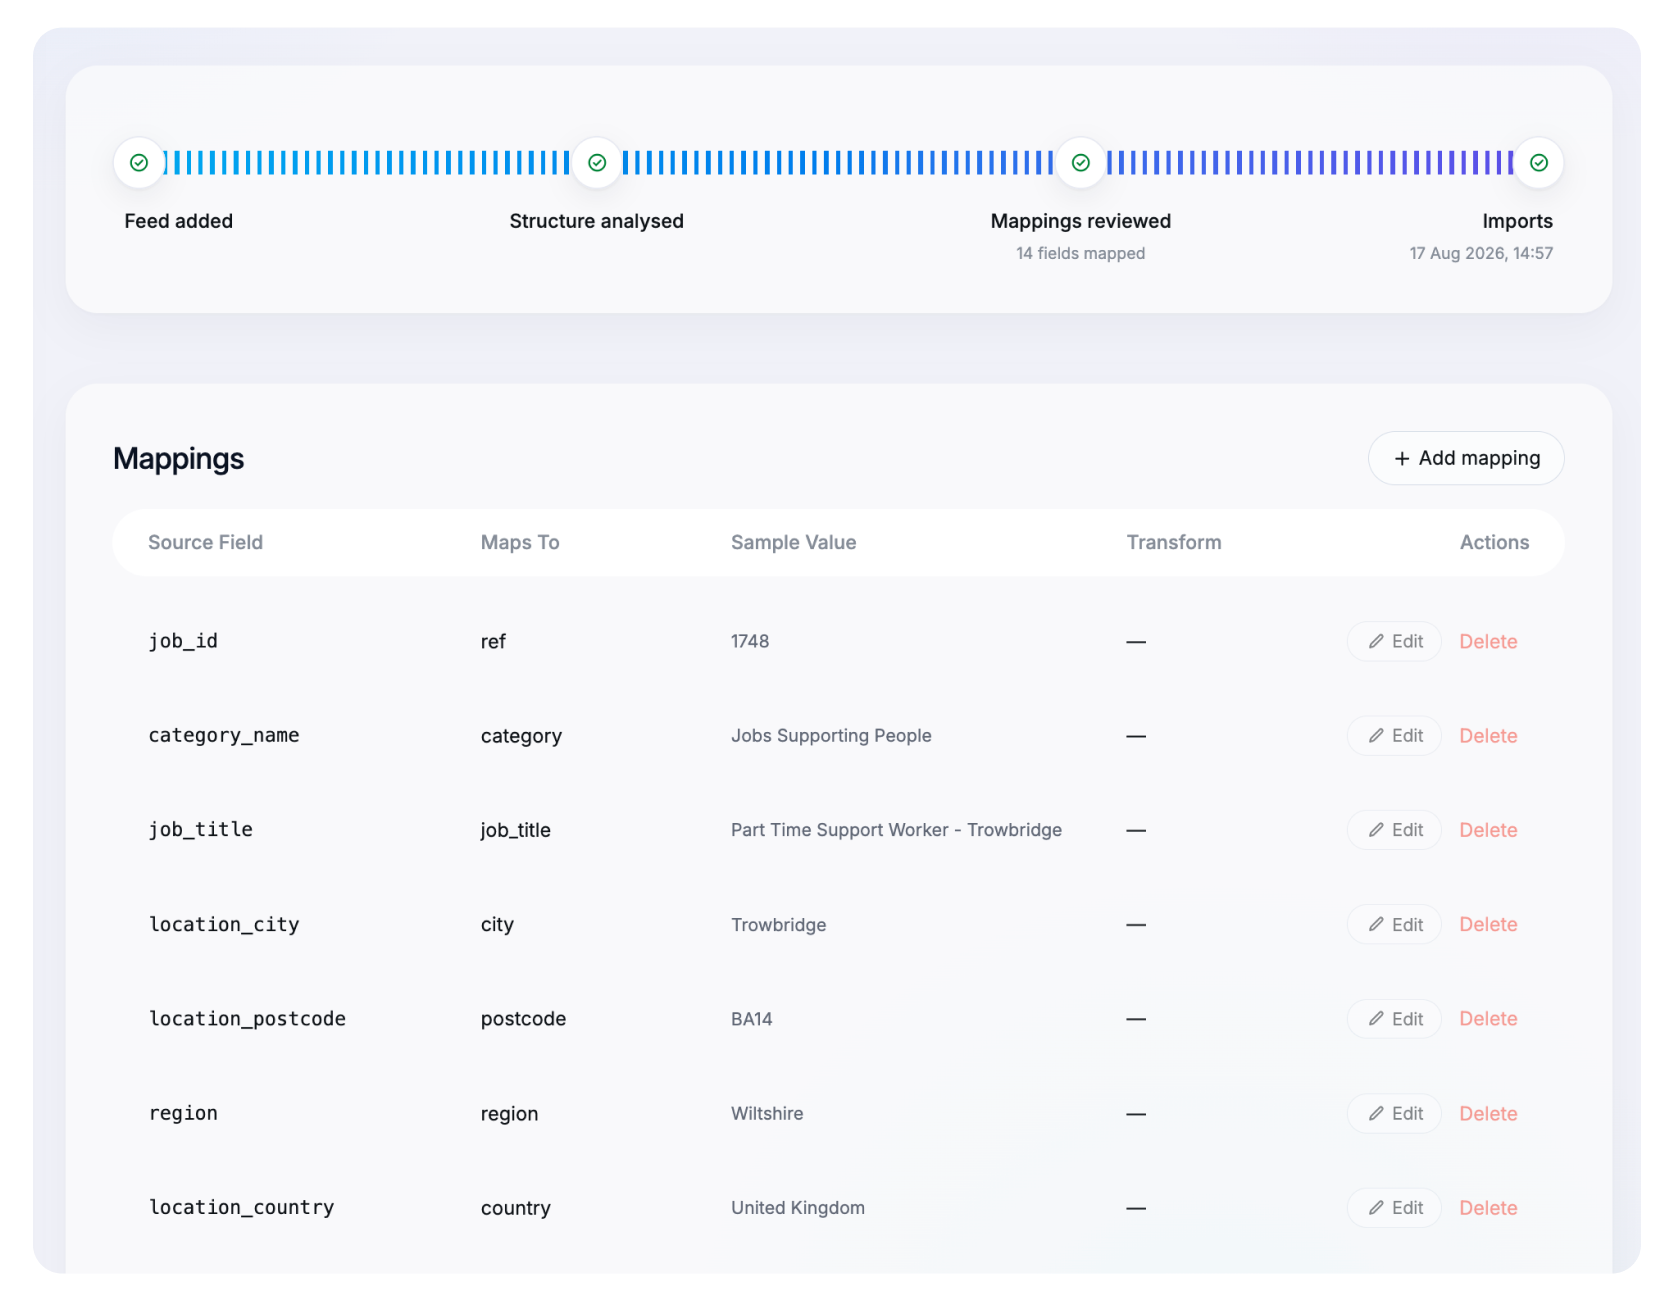 Feed added
Structure analysed
Mappings reviewed
14 fields mapped
Imports
17 Aug 2026, 14:57
Mappings
+ Add mapping
Source Field Maps To Sample Value Transform Actions
job_id ref 1748 — Edit Delete
category_name category Jobs Supporting People — Edit Delete
job_title job_title Part Time Support Worker - Trowbridge — Edit Delete
location_city city Trowbridge — Edit Delete
location_postcode postcode BA14 — Edit Delete
region region Wiltshire — Edit Delete
location_country country United Kingdom — Edit Delete